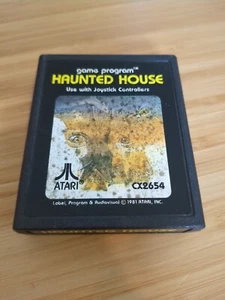 game program™
HAUNTED HOUSE
Use with Joystick Controllers
ATARI
CX2654
Label, Program & Audiovisual © 1981 ATARI, INC.